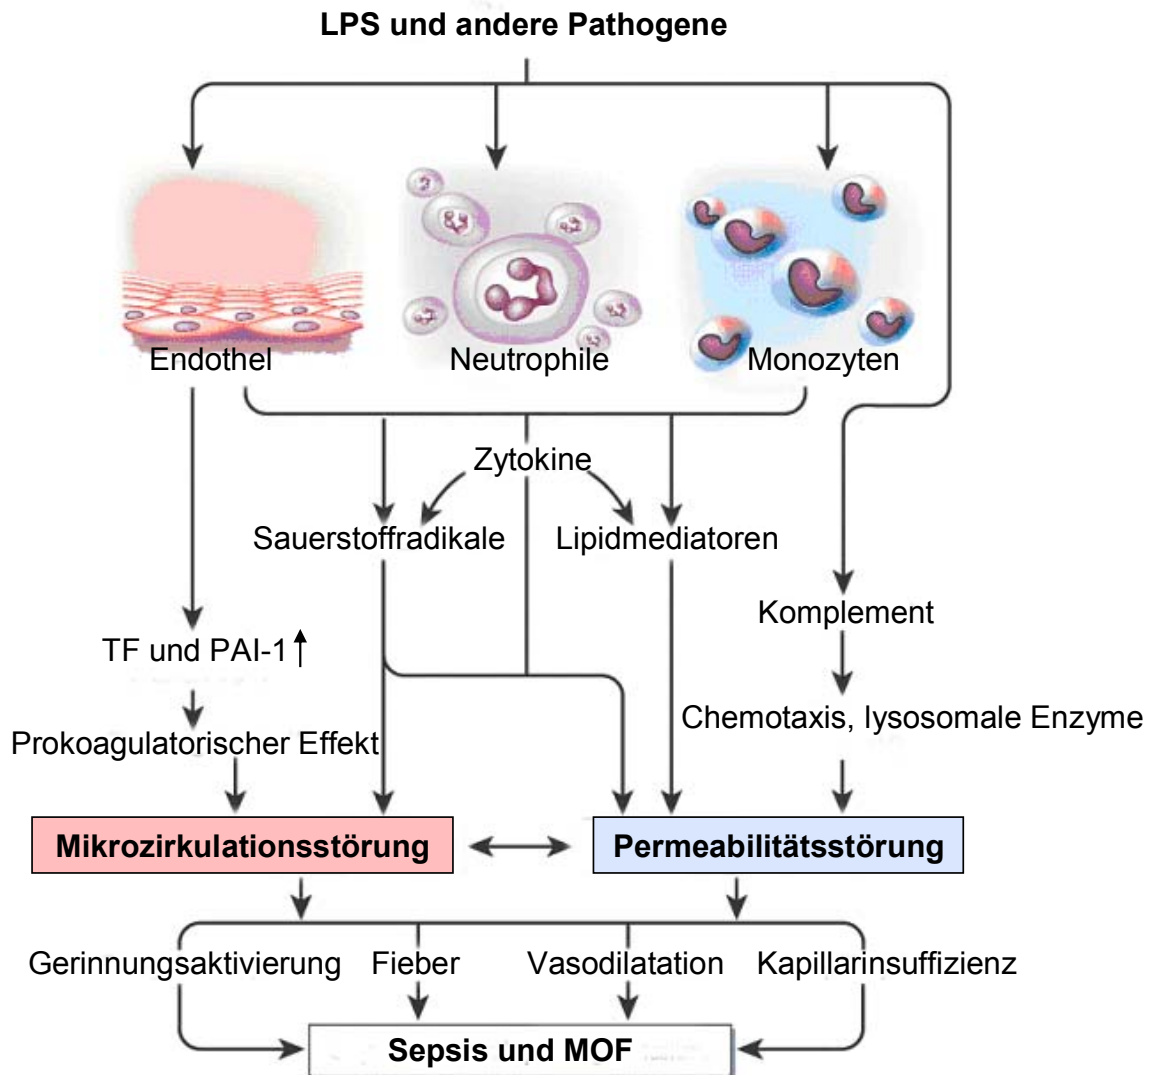 LPS und andere Pathogene
Endothel
Neutrophile
Monozyten
Zytokine
Sauerstoffradikale
Lipidmediatoren
Komplement
TF und PAI-1
Chemotaxis, lysosomale Enzyme
Prokoagulatorischer Effekt
Mikrozirkulationsstörung
Permeabilitätsstörung
Gerinnungsaktivierung
Fieber
Vasodilatation
Kapillarinsuffizienz
Sepsis und MOF